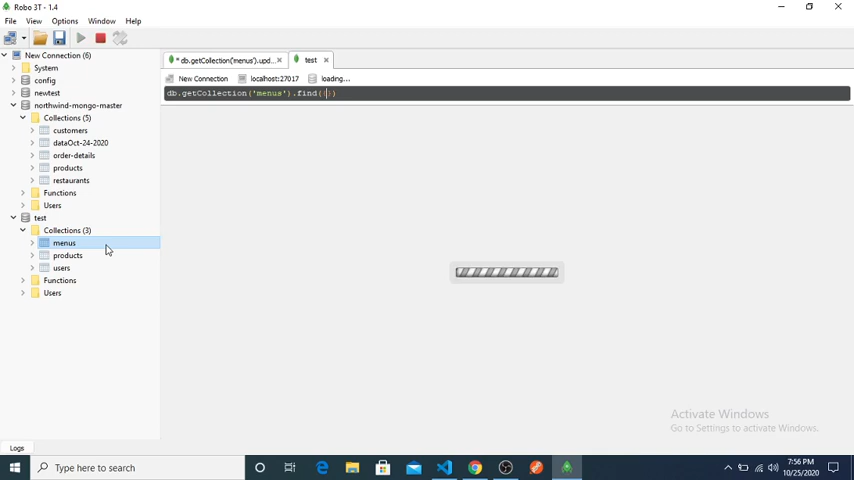 Robo 3T - 1.4
File View Options Window Help
New Connection (6)
System
config
newtest
northwind-mongo-master
Collections (5)
customers
dataOct-24-2020
order-details
products
restaurants
Functions
Users
test
Collections (3)
menus
products
users
Functions
Users
* db.getCollection('menus').upd... test
New Connection localhost:27017 loading...
db.getCollection('menus').find({})
Activate Windows
Go to Settings to activate Windows.
Logs
Type here to search
7:56 PM
10/25/2020